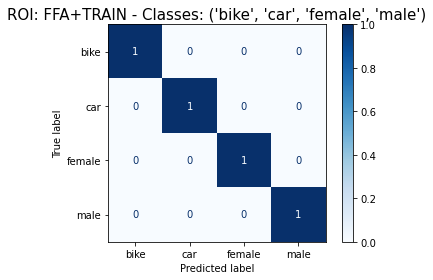 ROI: FFA+TRAIN - Classes: ('bike', 'car', 'female', 'male')
bike 1 0 0 0
car 0 1 0 0
female 0 0 1 0
male 0 0 0 1
bike car female male
Predicted label
True label
1.0
0.8
0.6
0.4
0.2
0.0